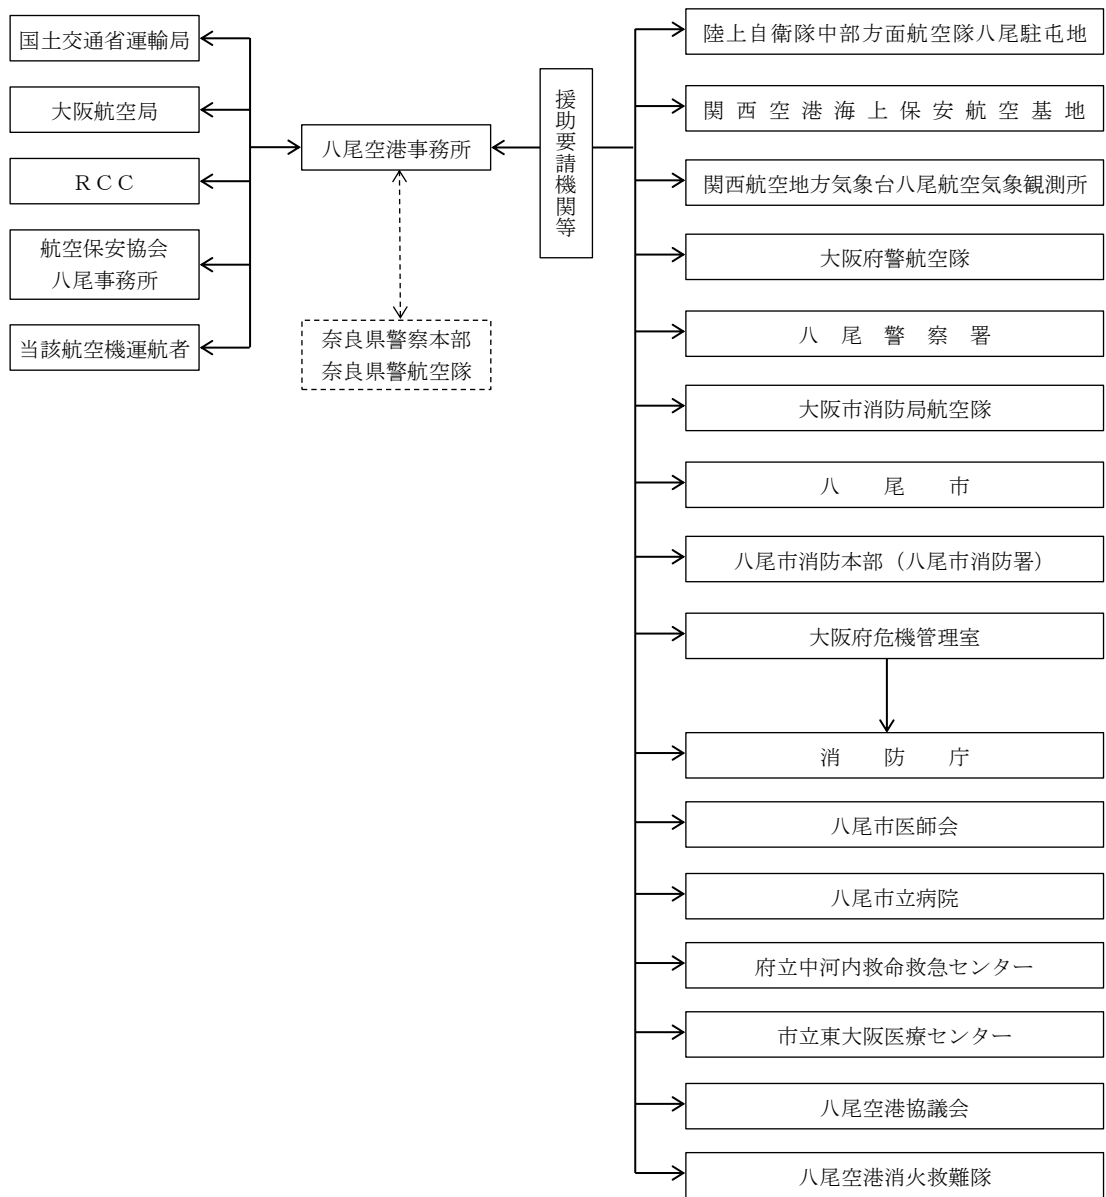 国土交通省運輸局
大阪航空局
ＲＣＣ
航空保安協会
八尾事務所
当該航空機運航者
八尾空港事務所
奈良県警察本部
奈良県警航空隊
援助要請機関等
陸上自衛隊中部方面航空隊八尾駐屯地
関西空港海上保安航空基地
関西航空地方気象台八尾航空気象観測所
大阪府警航空隊
八尾警察署
大阪市消防局航空隊
八尾市
八尾市消防本部（八尾市消防署）
大阪府危機管理室
消防庁
八尾市医師会
八尾市立病院
府立中河内救命救急センター
市立東大阪医療センター
八尾空港協議会
八尾空港消火救難隊